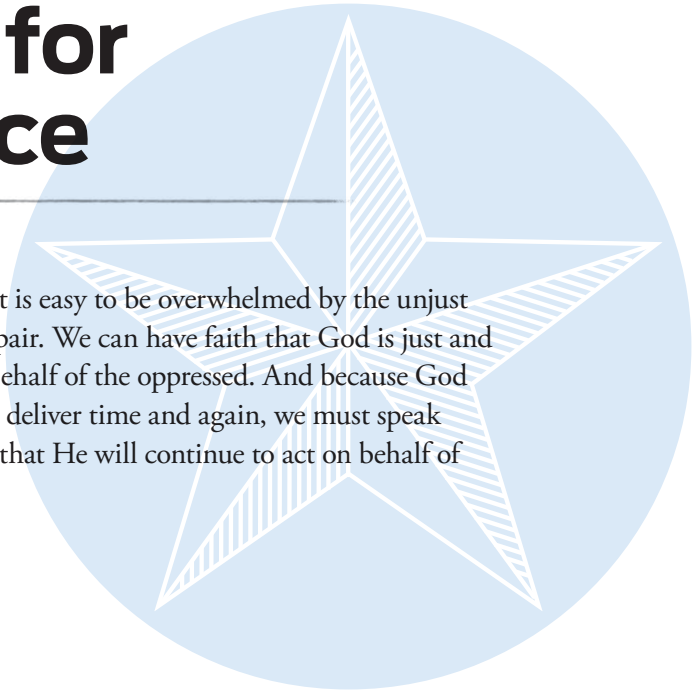 for
ce
t is easy to be overwhelmed by the unjust
pair. We can have faith that God is just and
ehalf of the oppressed. And because God
deliver time and again, we must speak
that He will continue to act on behalf of